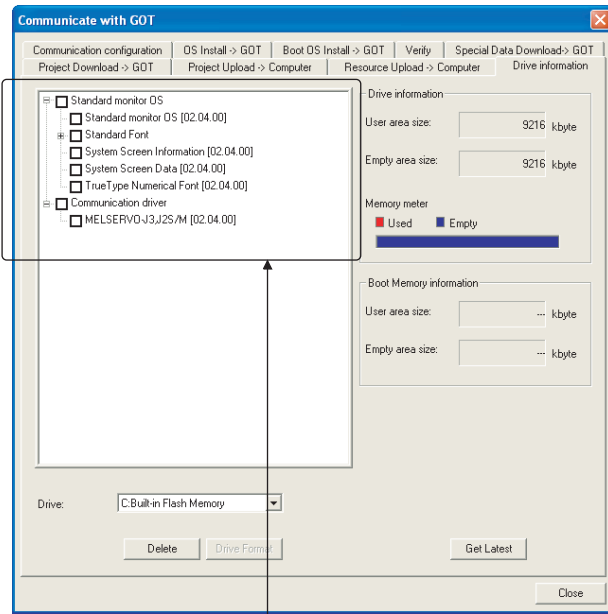 Communicate with GOT
Communication configuration OS Install -> GOT Boot OS Install -> GOT Verify Special Data Download-> GOT
Project Download -> GOT Project Upload -> Computer Resource Upload -> Computer Drive information
Standard monitor OS
Standard monitor OS [02.04.00]
Standard Font
System Screen Information [02.04.00]
System Screen Data [02.04.00]
TrueType Numerical Font [02.04.00]
Communication driver
MELSERVO-J3,J2S/M [02.04.00]
Drive information
User area size: 9216 kbyte
Empty area size: 9216 kbyte
Memory meter
Used Empty
Boot Memory information
User area size: --- kbyte
Empty area size: --- kbyte
Drive: C:Built-in Flash Memory
Delete Drive Format Get Latest
Close